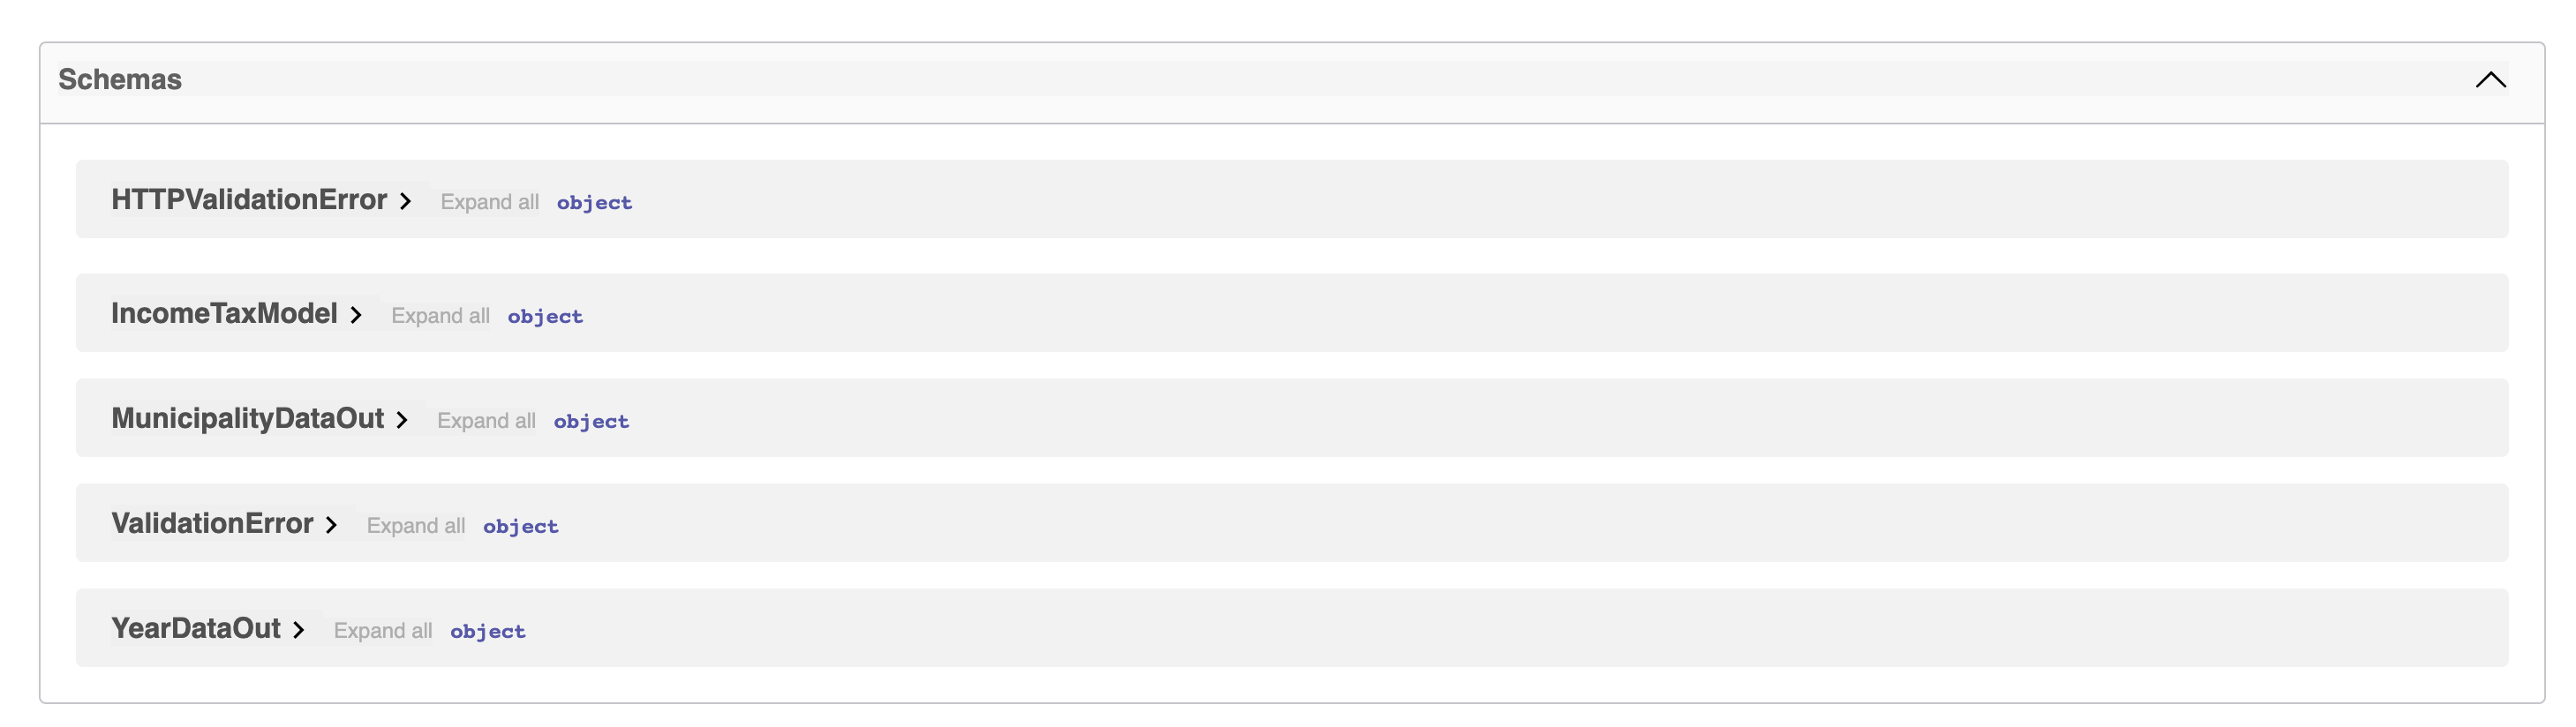 Schemas
HTTPValidationError Expand all object
IncomeTaxModel Expand all object
MunicipalityDataOut Expand all object
ValidationError Expand all object
YearDataOut Expand all object